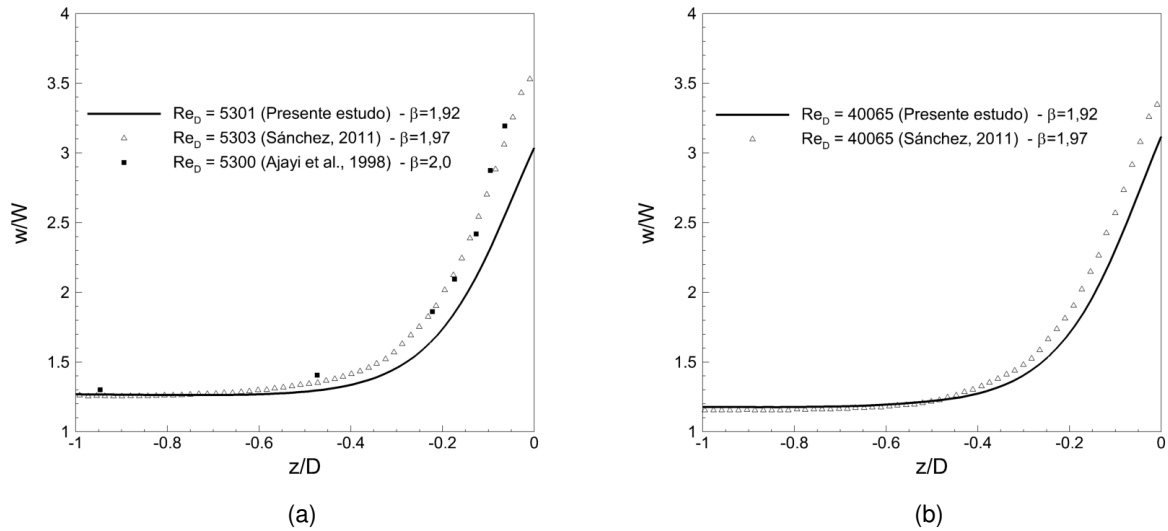 4
3.5
3
2.5
2
1.5
1
w/W
Re_D = 5301 (Presente estudo) - β=1,92
Re_D = 5303 (Sánchez, 2011) - β=1,97
Re_D = 5300 (Ajayi et al., 1998) - β=2,0
-1 -0.8 -0.6 -0.4 -0.2 0
z/D
(a)
4
3.5
3
2.5
2
1.5
1
w/W
Re_D = 40065 (Presente estudo) - β=1,92
Re_D = 40065 (Sánchez, 2011) - β=1,97
-1 -0.8 -0.6 -0.4 -0.2 0
z/D
(b)